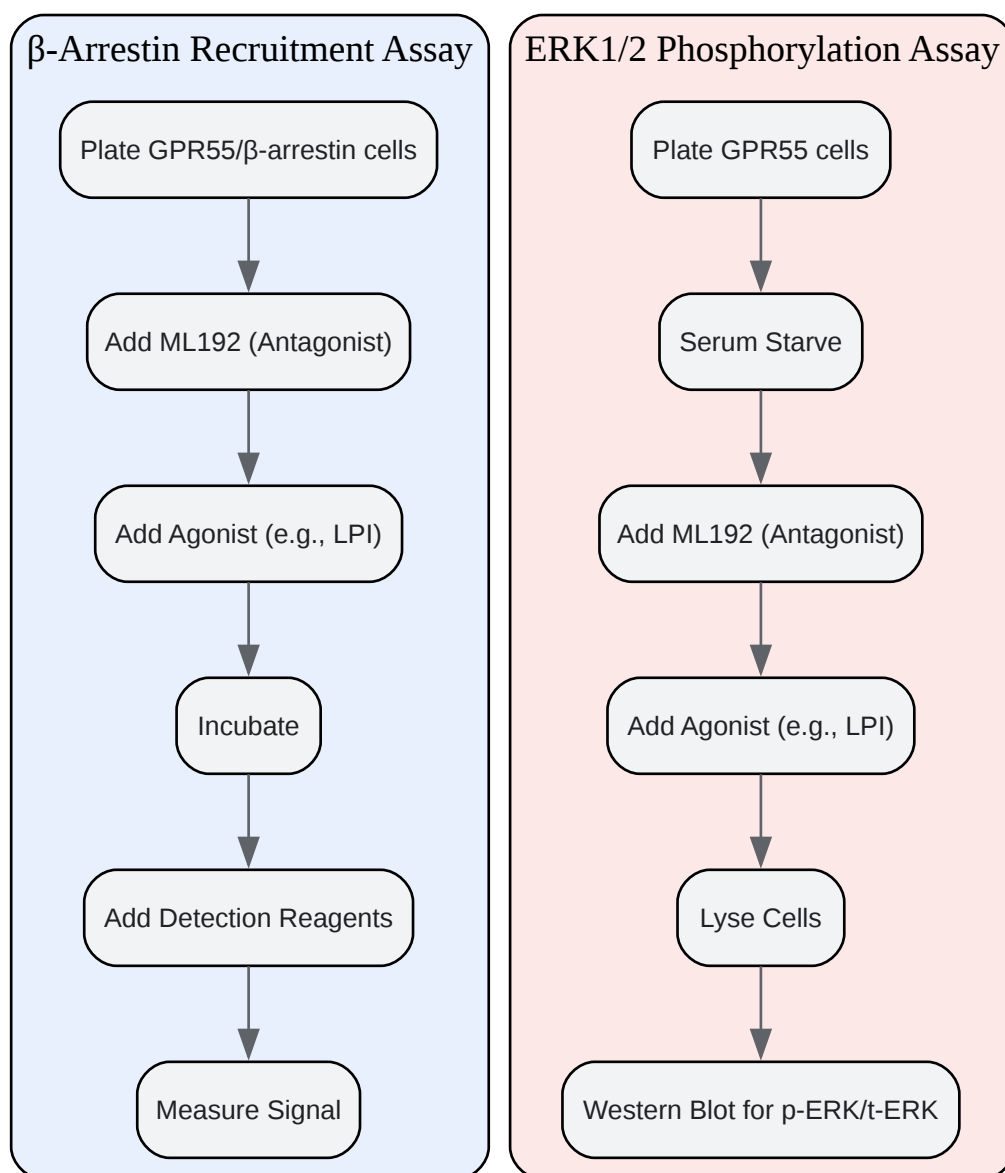 β-Arrestin Recruitment Assay
Plate GPR55/β-arrestin cells
Add ML192 (Antagonist)
Add Agonist (e.g., LPI)
Incubate
Add Detection Reagents
Measure Signal
ERK1/2 Phosphorylation Assay
Plate GPR55 cells
Serum Starve
Add ML192 (Antagonist)
Add Agonist (e.g., LPI)
Lyse Cells
Western Blot for p-ERK/t-ERK